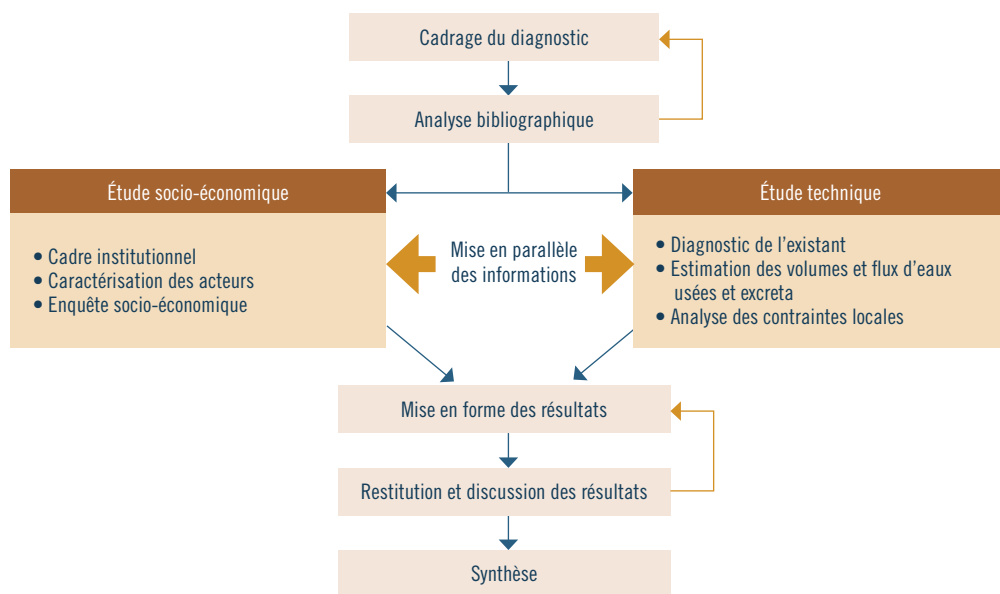 Cadrage du diagnostic
Analyse bibliographique
Étude socio-économique
• Cadre institutionnel
• Caractérisation des acteurs
• Enquête socio-économique
Mise en parallèle
des informations
Étude technique
• Diagnostic de l'existant
• Estimation des volumes et flux d'eaux
usées et excreta
• Analyse des contraintes locales
Mise en forme des résultats
Restitution et discussion des résultats
Synthèse